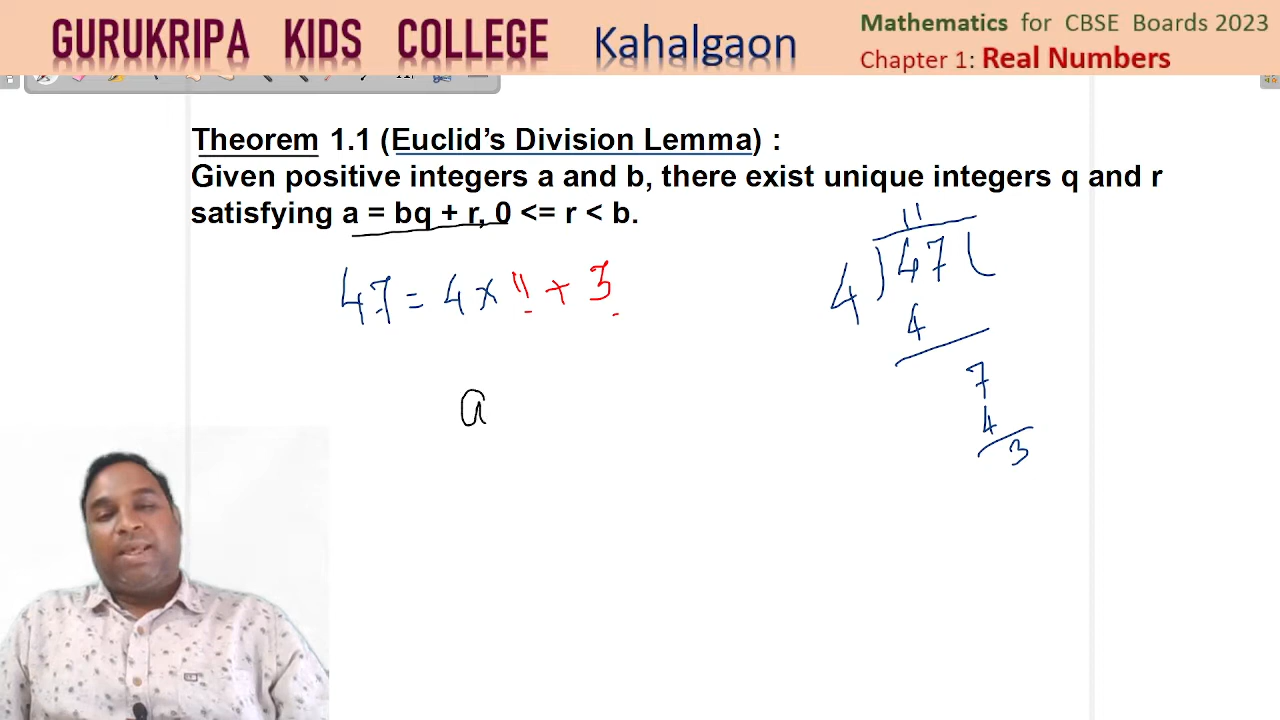 GURUKRIPA KIDS COLLEGE Kahalgaon
Mathematics for CBSE Boards 2023
Chapter 1: Real Numbers
Theorem 1.1 (Euclid’s Division Lemma) :
Given positive integers a and b, there exist unique integers q and r
satisfying a = bq + r, 0 <= r < b.
47 = 4 × 11 + 3
a
11
4) 47 (
4
7
4
3